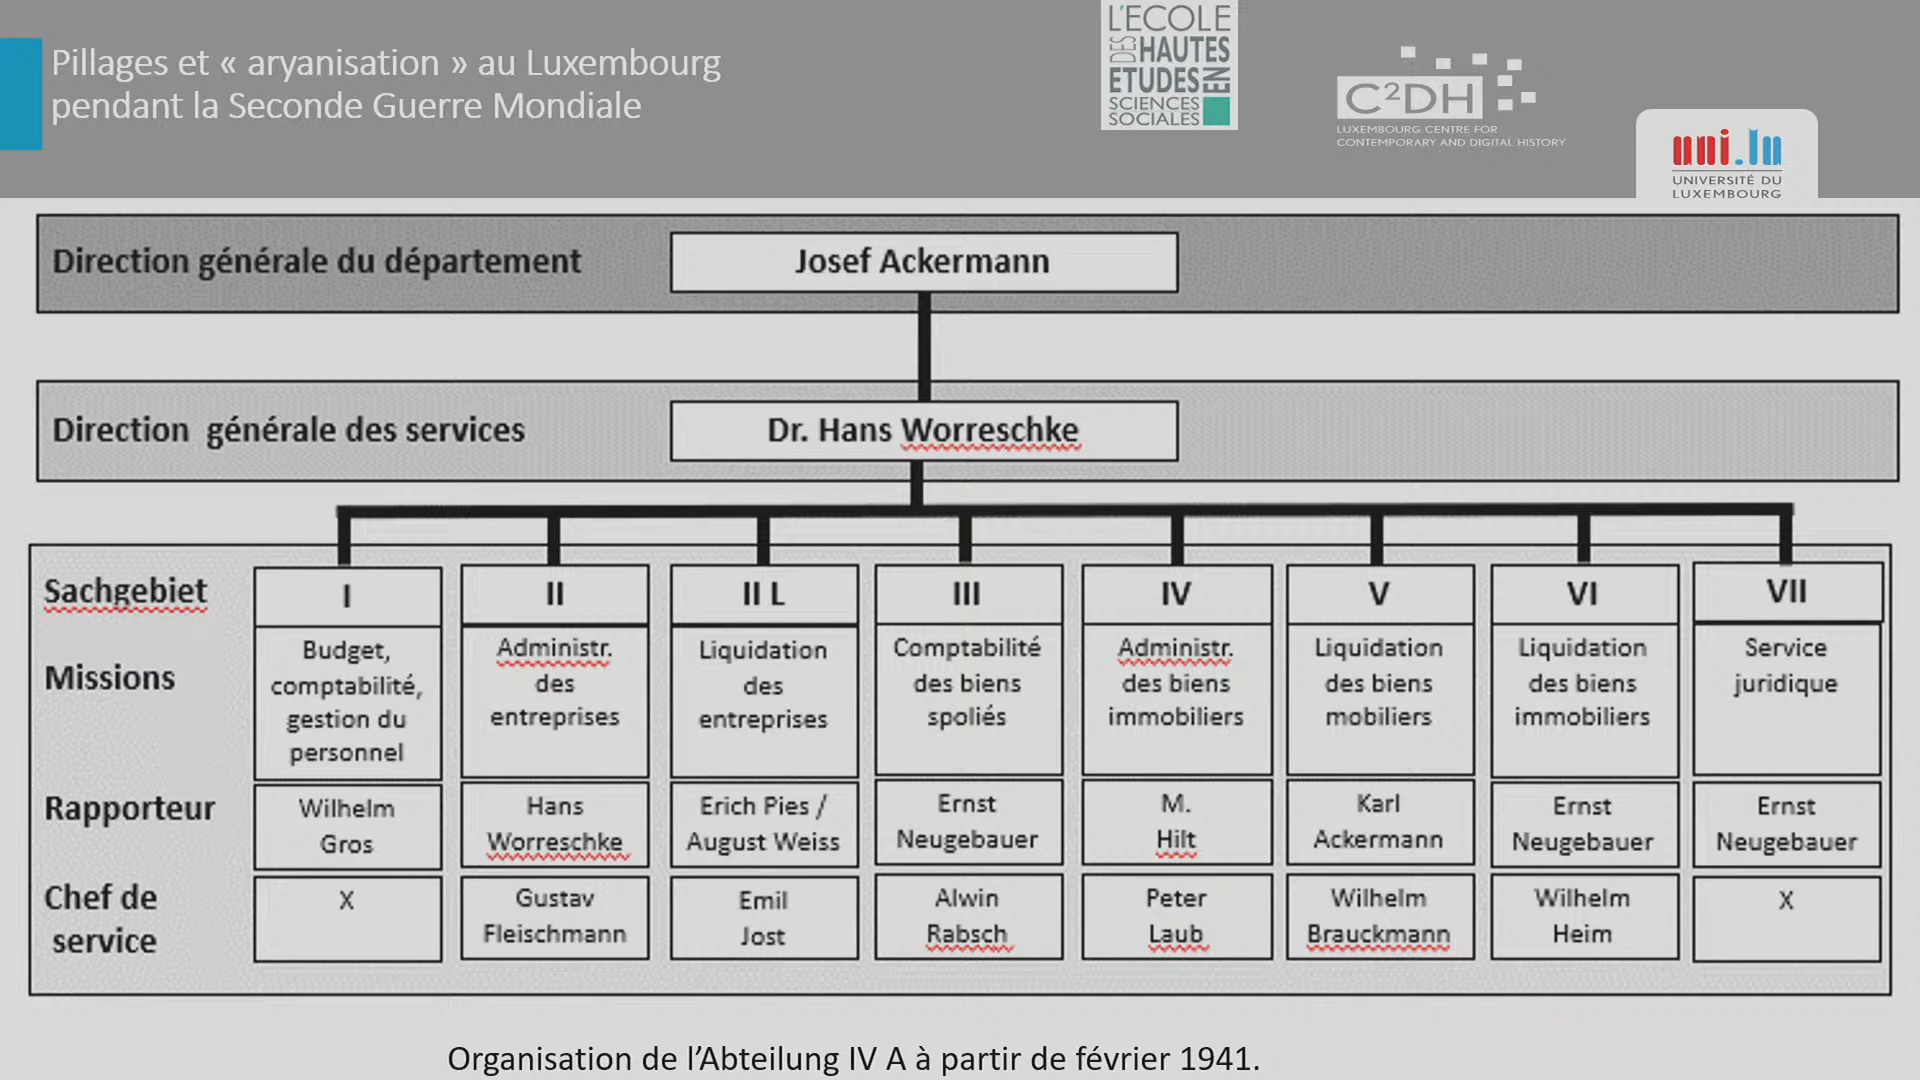 Pillages et « aryanisation » au Luxembourg
pendant la Seconde Guerre Mondiale
L'ECOLE
DES HAUTES
ETUDES EN
SCIENCES
SOCIALES
C²DH
LUXEMBOURG CENTRE FOR
CONTEMPORARY AND DIGITAL HISTORY
uni.lu
UNIVERSITÉ DU
LUXEMBOURG
Direction générale du département
Josef Ackermann
Direction générale des services
Dr. Hans Worreschke
Sachgebiet
I
II
II L
III
IV
V
VI
VII
Missions
Budget,
comptabilité,
gestion du
personnel
Administr.
des
entreprises
Liquidation
des
entreprises
Comptabilité
des biens
spoliés
Administr.
des biens
immobiliers
Liquidation
des biens
mobiliers
Liquidation
des biens
immobiliers
Service
juridique
Rapporteur
Wilhelm
Gros
Hans
Worreschke
Erich Pies /
August Weiss
Ernst
Neugebauer
M.
Hilt
Karl
Ackermann
Ernst
Neugebauer
Ernst
Neugebauer
Chef de
service
X
Gustav
Fleischmann
Emil
Jost
Alwin
Rabsch
Peter
Laub
Wilhelm
Brauckmann
Wilhelm
Heim
X
Organisation de l'Abteilung IV A à partir de février 1941.